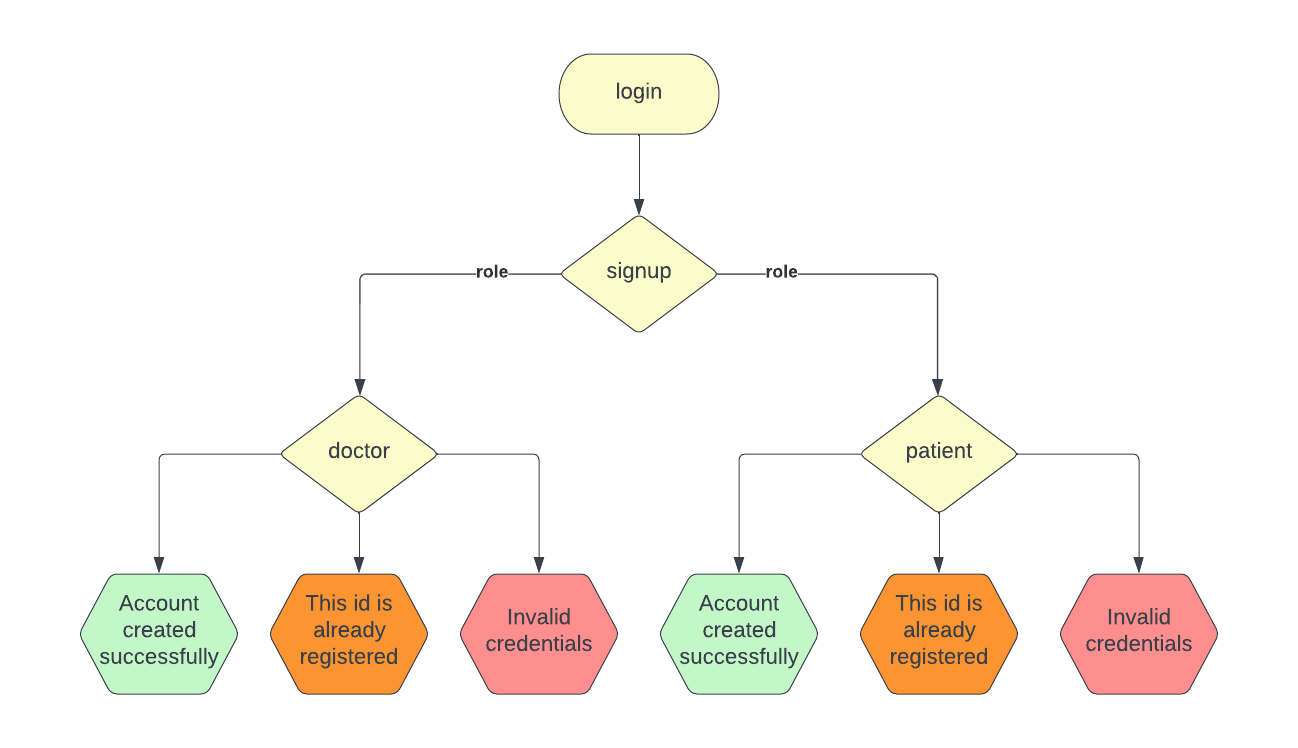 login
signup
role
role
doctor
patient
Account
created
successfully
This id is
already
registered
Invalid
credentials
Account
created
successfully
This id is
already
registered
Invalid
credentials